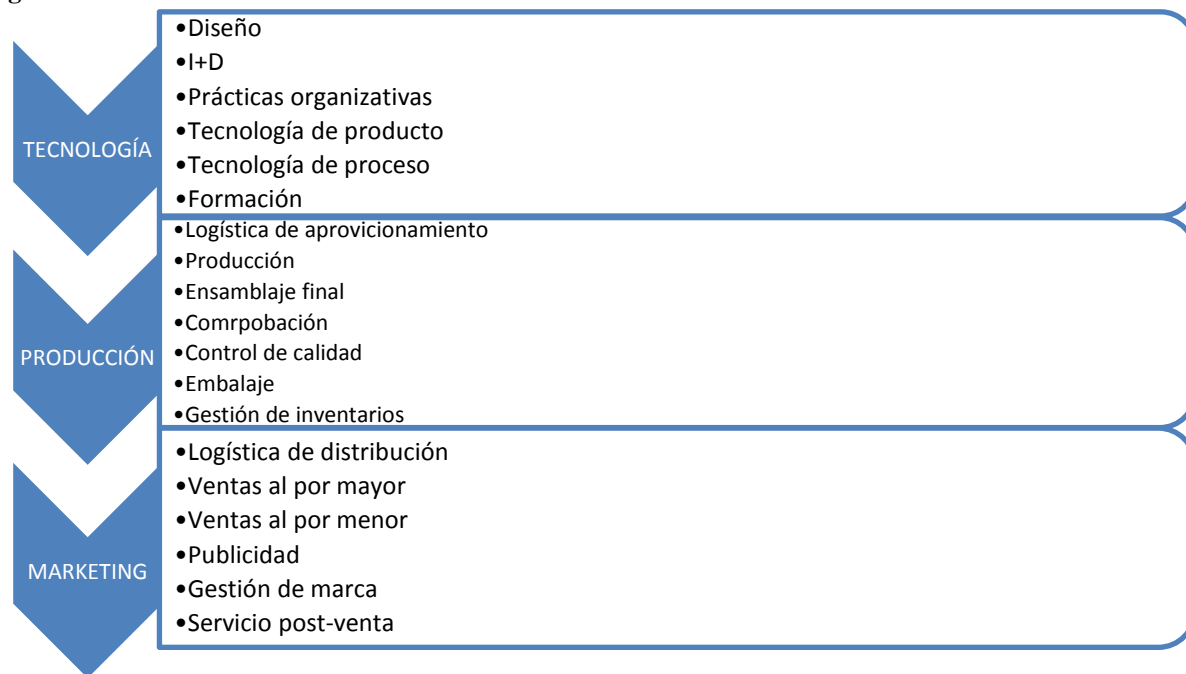 g
TECNOLOGÍA
•Diseño
•I+D
•Prácticas organizativas
•Tecnología de producto
•Tecnología de proceso
•Formación
PRODUCCIÓN
•Logística de aprovicionamiento
•Producción
•Ensamblaje final
•Comrpobación
•Control de calidad
•Embalaje
•Gestión de inventarios
MARKETING
•Logística de distribución
•Ventas al por mayor
•Ventas al por menor
•Publicidad
•Gestión de marca
•Servicio post-venta